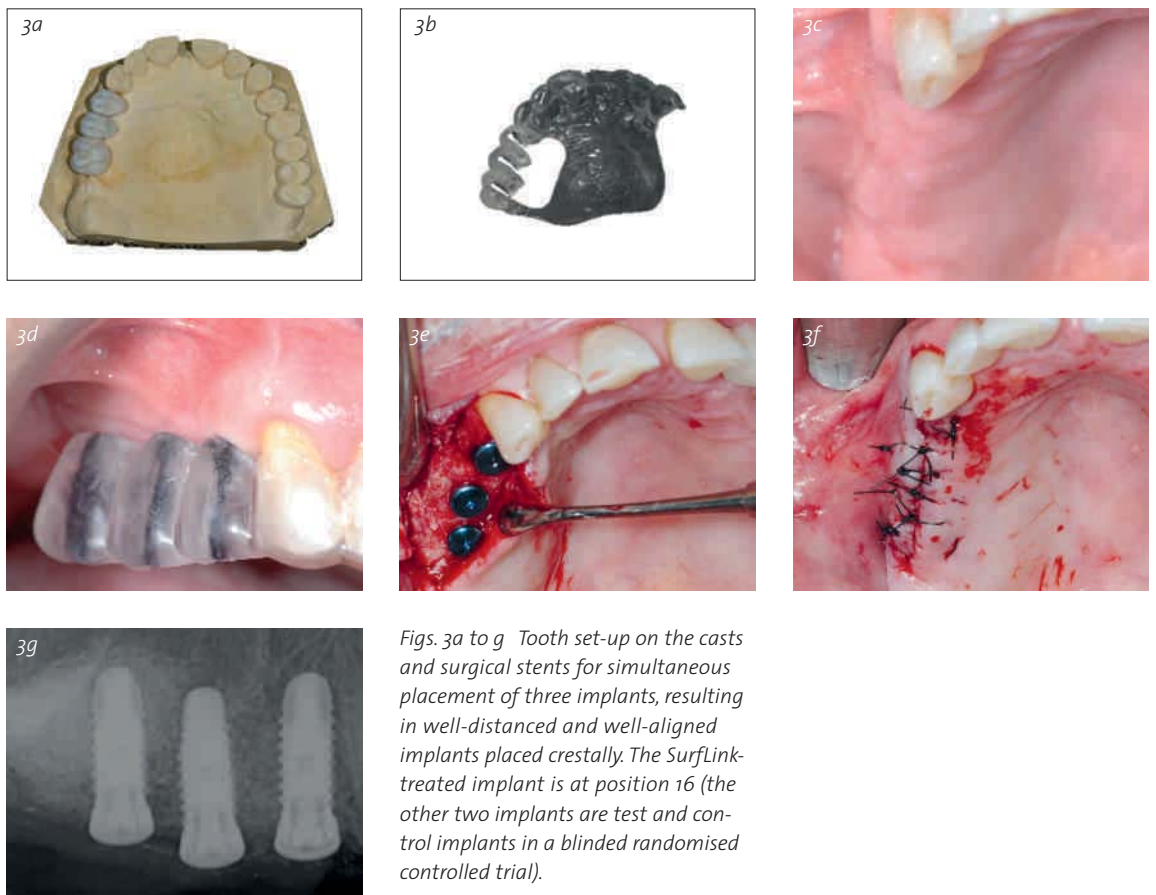 3a
3b
3c
3d
3e
3f
3g
Figs. 3a to g Tooth set-up on the casts
and surgical stents for simultaneous
placement of three implants, resulting
in well-distanced and well-aligned
implants placed crestally. The SurfLink-
treated implant is at position 16 (the
other two implants are test and con-
trol implants in a blinded randomised
controlled trial).